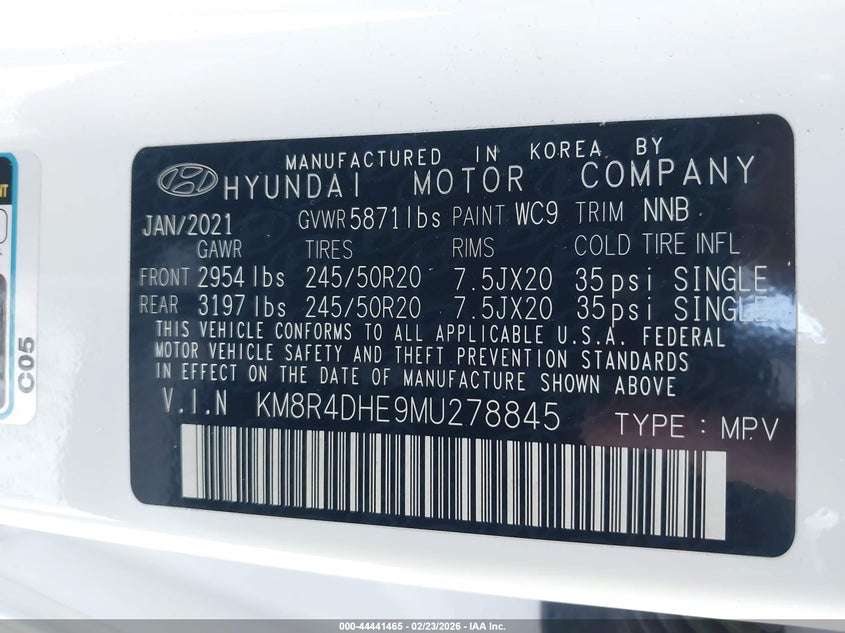 MANUFACTURED IN KOREA BY
HYUNDAI MOTOR COMPANY
JAN/2021 GVWR 5871lbs PAINT WC9 TRIM NNB
GAWR TIRES RIMS COLD TIRE INFL
FRONT 2954 lbs 245/50R20 7.5JX20 35psi SINGLE
REAR 3197 lbs 245/50R20 7.5JX20 35psi SINGLE
THIS VEHICLE CONFORMS TO ALL APPLICABLE U.S.A. FEDERAL
MOTOR VEHICLE SAFETY AND THEFT PREVENTION STANDARDS
IN EFFECT ON THE DATE OF MANUFACTURE SHOWN ABOVE
V.I.N KM8R4DHE9MU278845 TYPE : MPV
C05
000-44441465 - 02/23/2026 - IAA Inc.